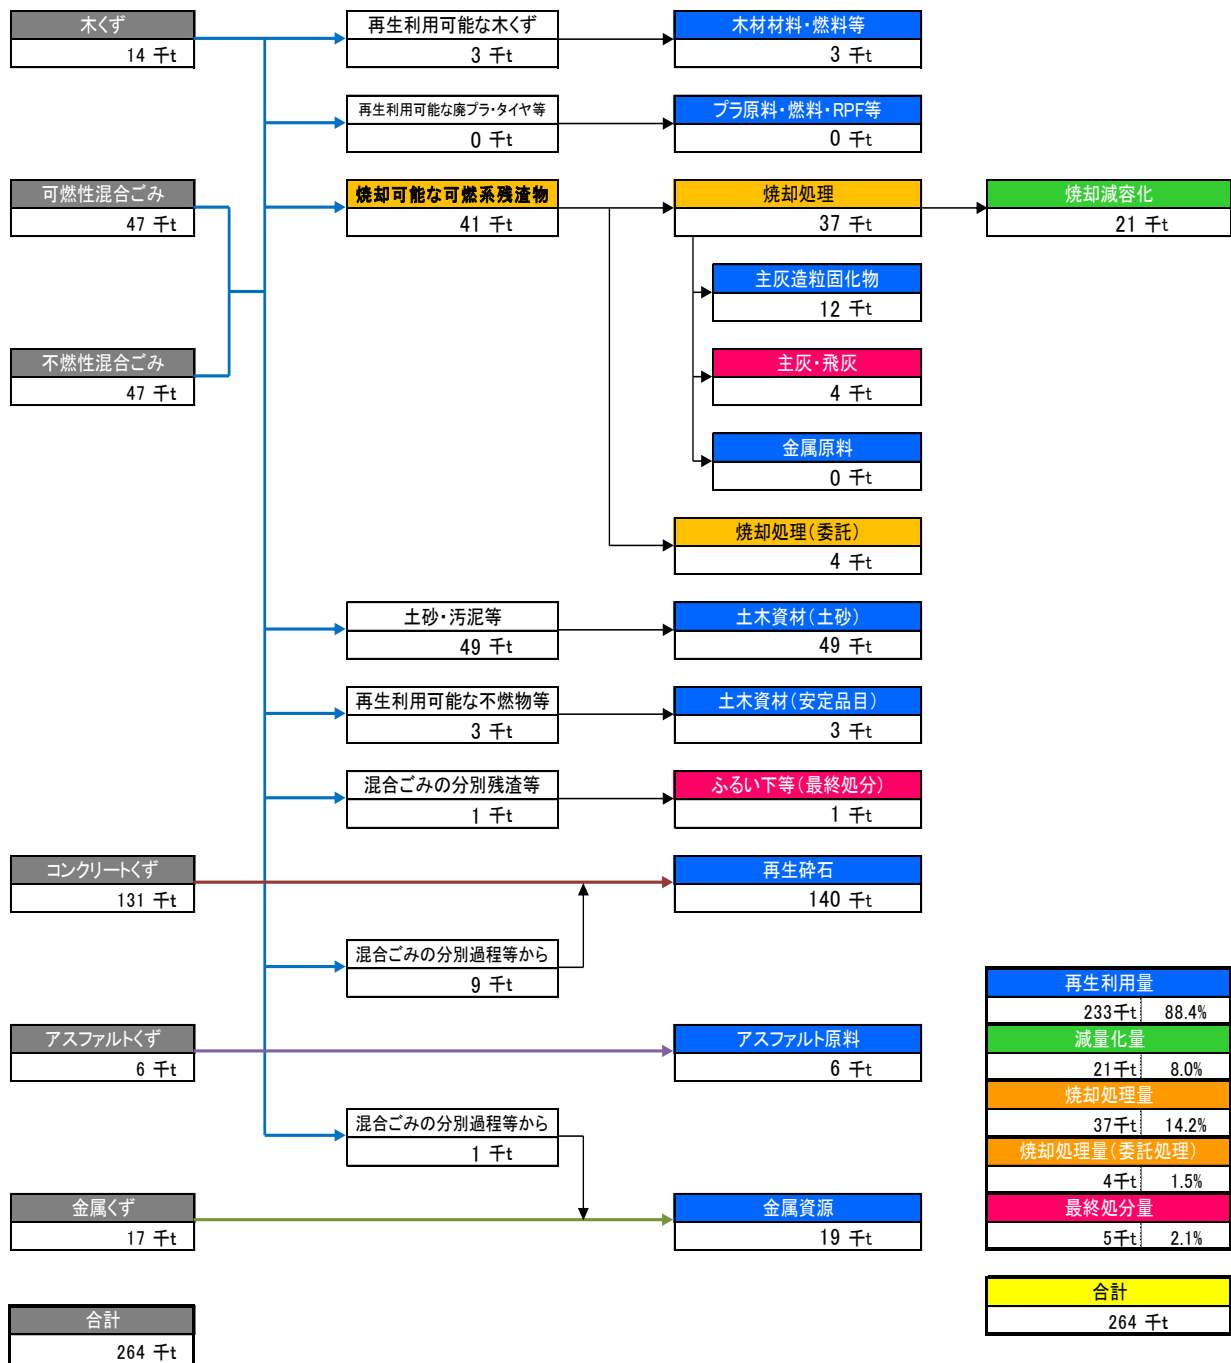 木くず
14 千t
再生利用可能な木くず
3 千t
木材材料・燃料等
3 千t
再生利用可能な廃プラ・タイヤ等
0 千t
プラ原料・燃料・RPF等
0 千t
可燃性混合ごみ
47 千t
焼却可能な可燃系残渣物
41 千t
焼却処理
37 千t
焼却減容化
21 千t
主灰造粒固化物
12 千t
不燃性混合ごみ
47 千t
主灰・飛灰
4 千t
金属原料
0 千t
焼却処理(委託)
4 千t
土砂・汚泥等
49 千t
土木資材(土砂)
49 千t
再生利用可能な不燃物等
3 千t
土木資材(安定品目)
3 千t
混合ごみの分別残渣等
1 千t
ふるい下等(最終処分)
1 千t
コンクリートくず
131 千t
再生砕石
140 千t
混合ごみの分別過程等から
9 千t
アスファルトくず
6 千t
アスファルト原料
6 千t
混合ごみの分別過程等から
1 千t
金属くず
17 千t
金属資源
19 千t
再生利用量
233千t 88.4%
減量化量
21千t 8.0%
焼却処理量
37千t 14.2%
焼却処理量(委託処理)
4千t 1.5%
最終処分量
5千t 2.1%
合計
264 千t
合計
264 千t